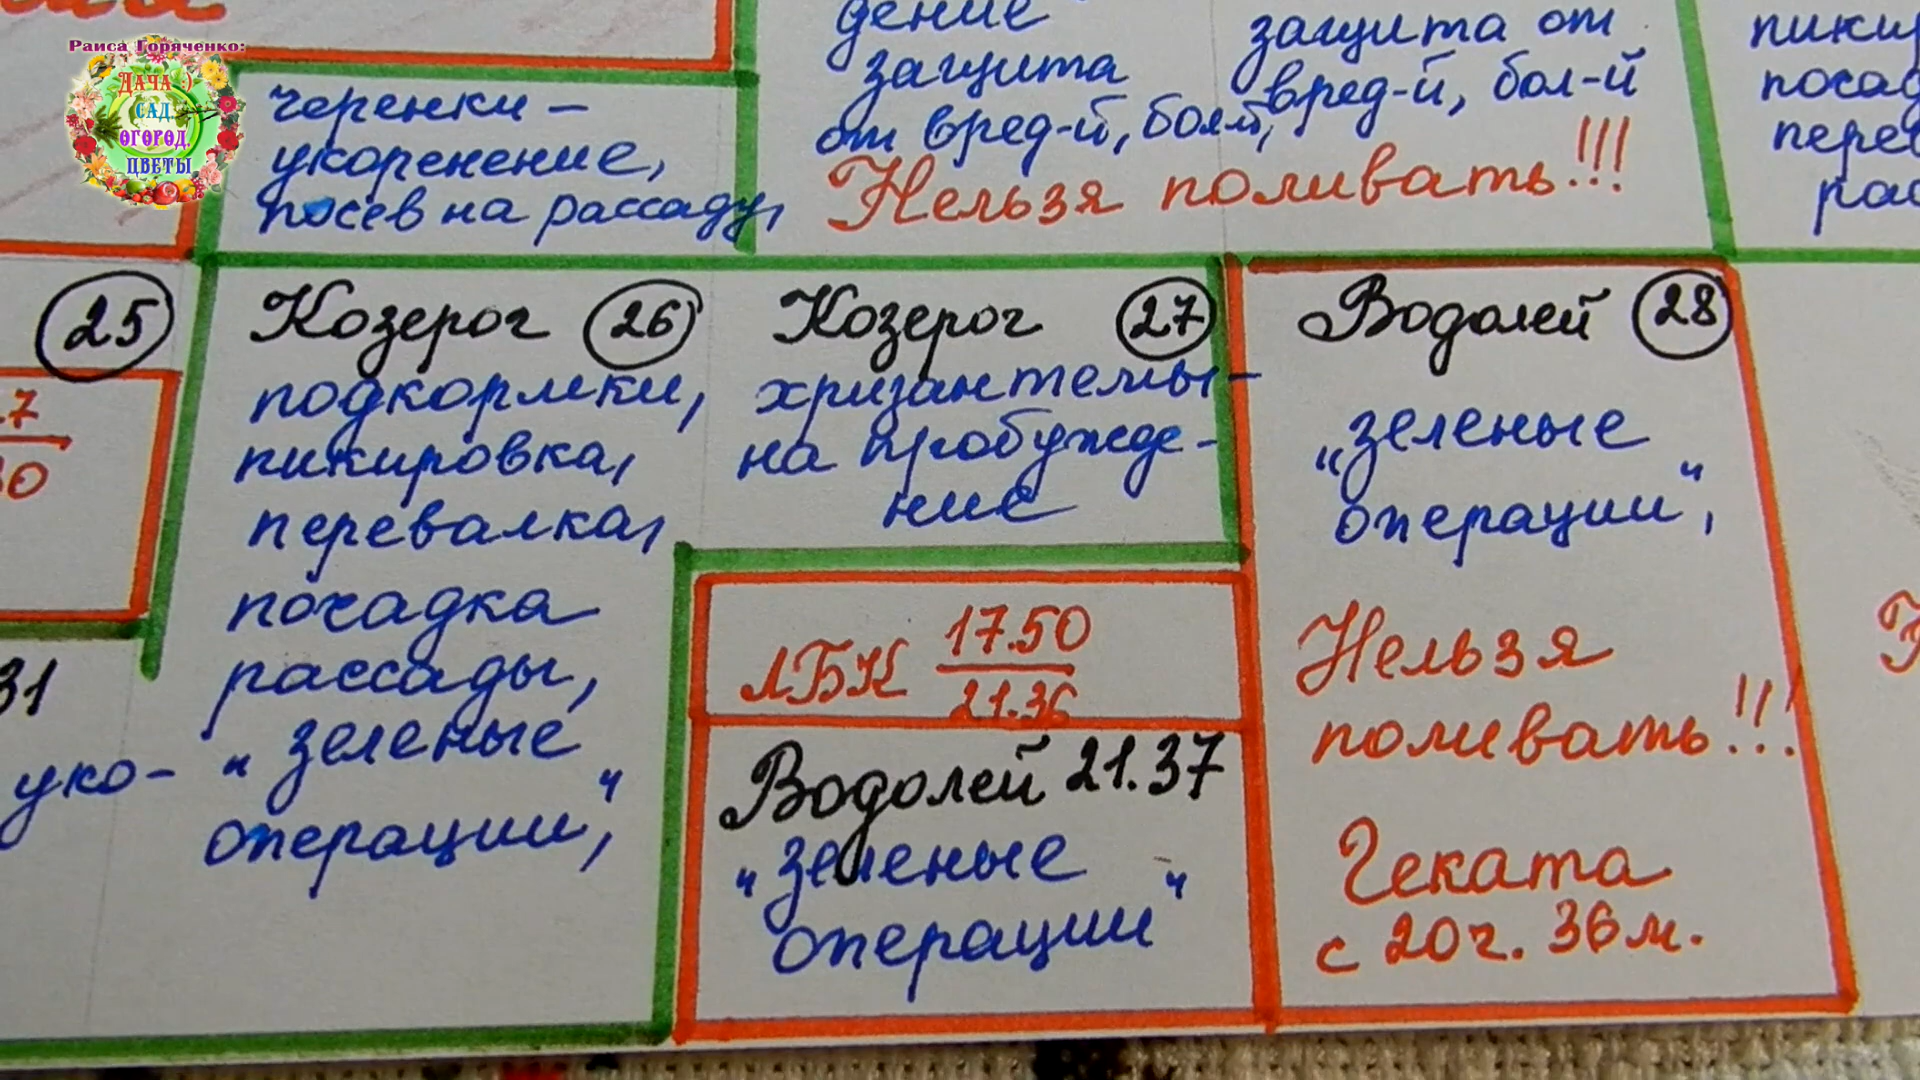 Раиса Горяченко:
Дача :)
сад,
огород,
цветы
черенки –
укоренение,
посев на рассаду,
дение
защита
от вред-й, болей,
защита от
вред-й, бол-й
Нельзя поливать!!!
25
31
уко-
Козерог 26
подкормки,
пикировка,
перевалка,
посадка
рассады,
„зеленые
операции",
Козерог 27
хризантемы-
на пробужде-
ние
ЛБК 17.50
21.36
Водолей 21.37
„зеленые
операции"
Водолей 28
„зеленые
операции",
Нельзя
поливать!!!
Геката
с 20ч. 36м.